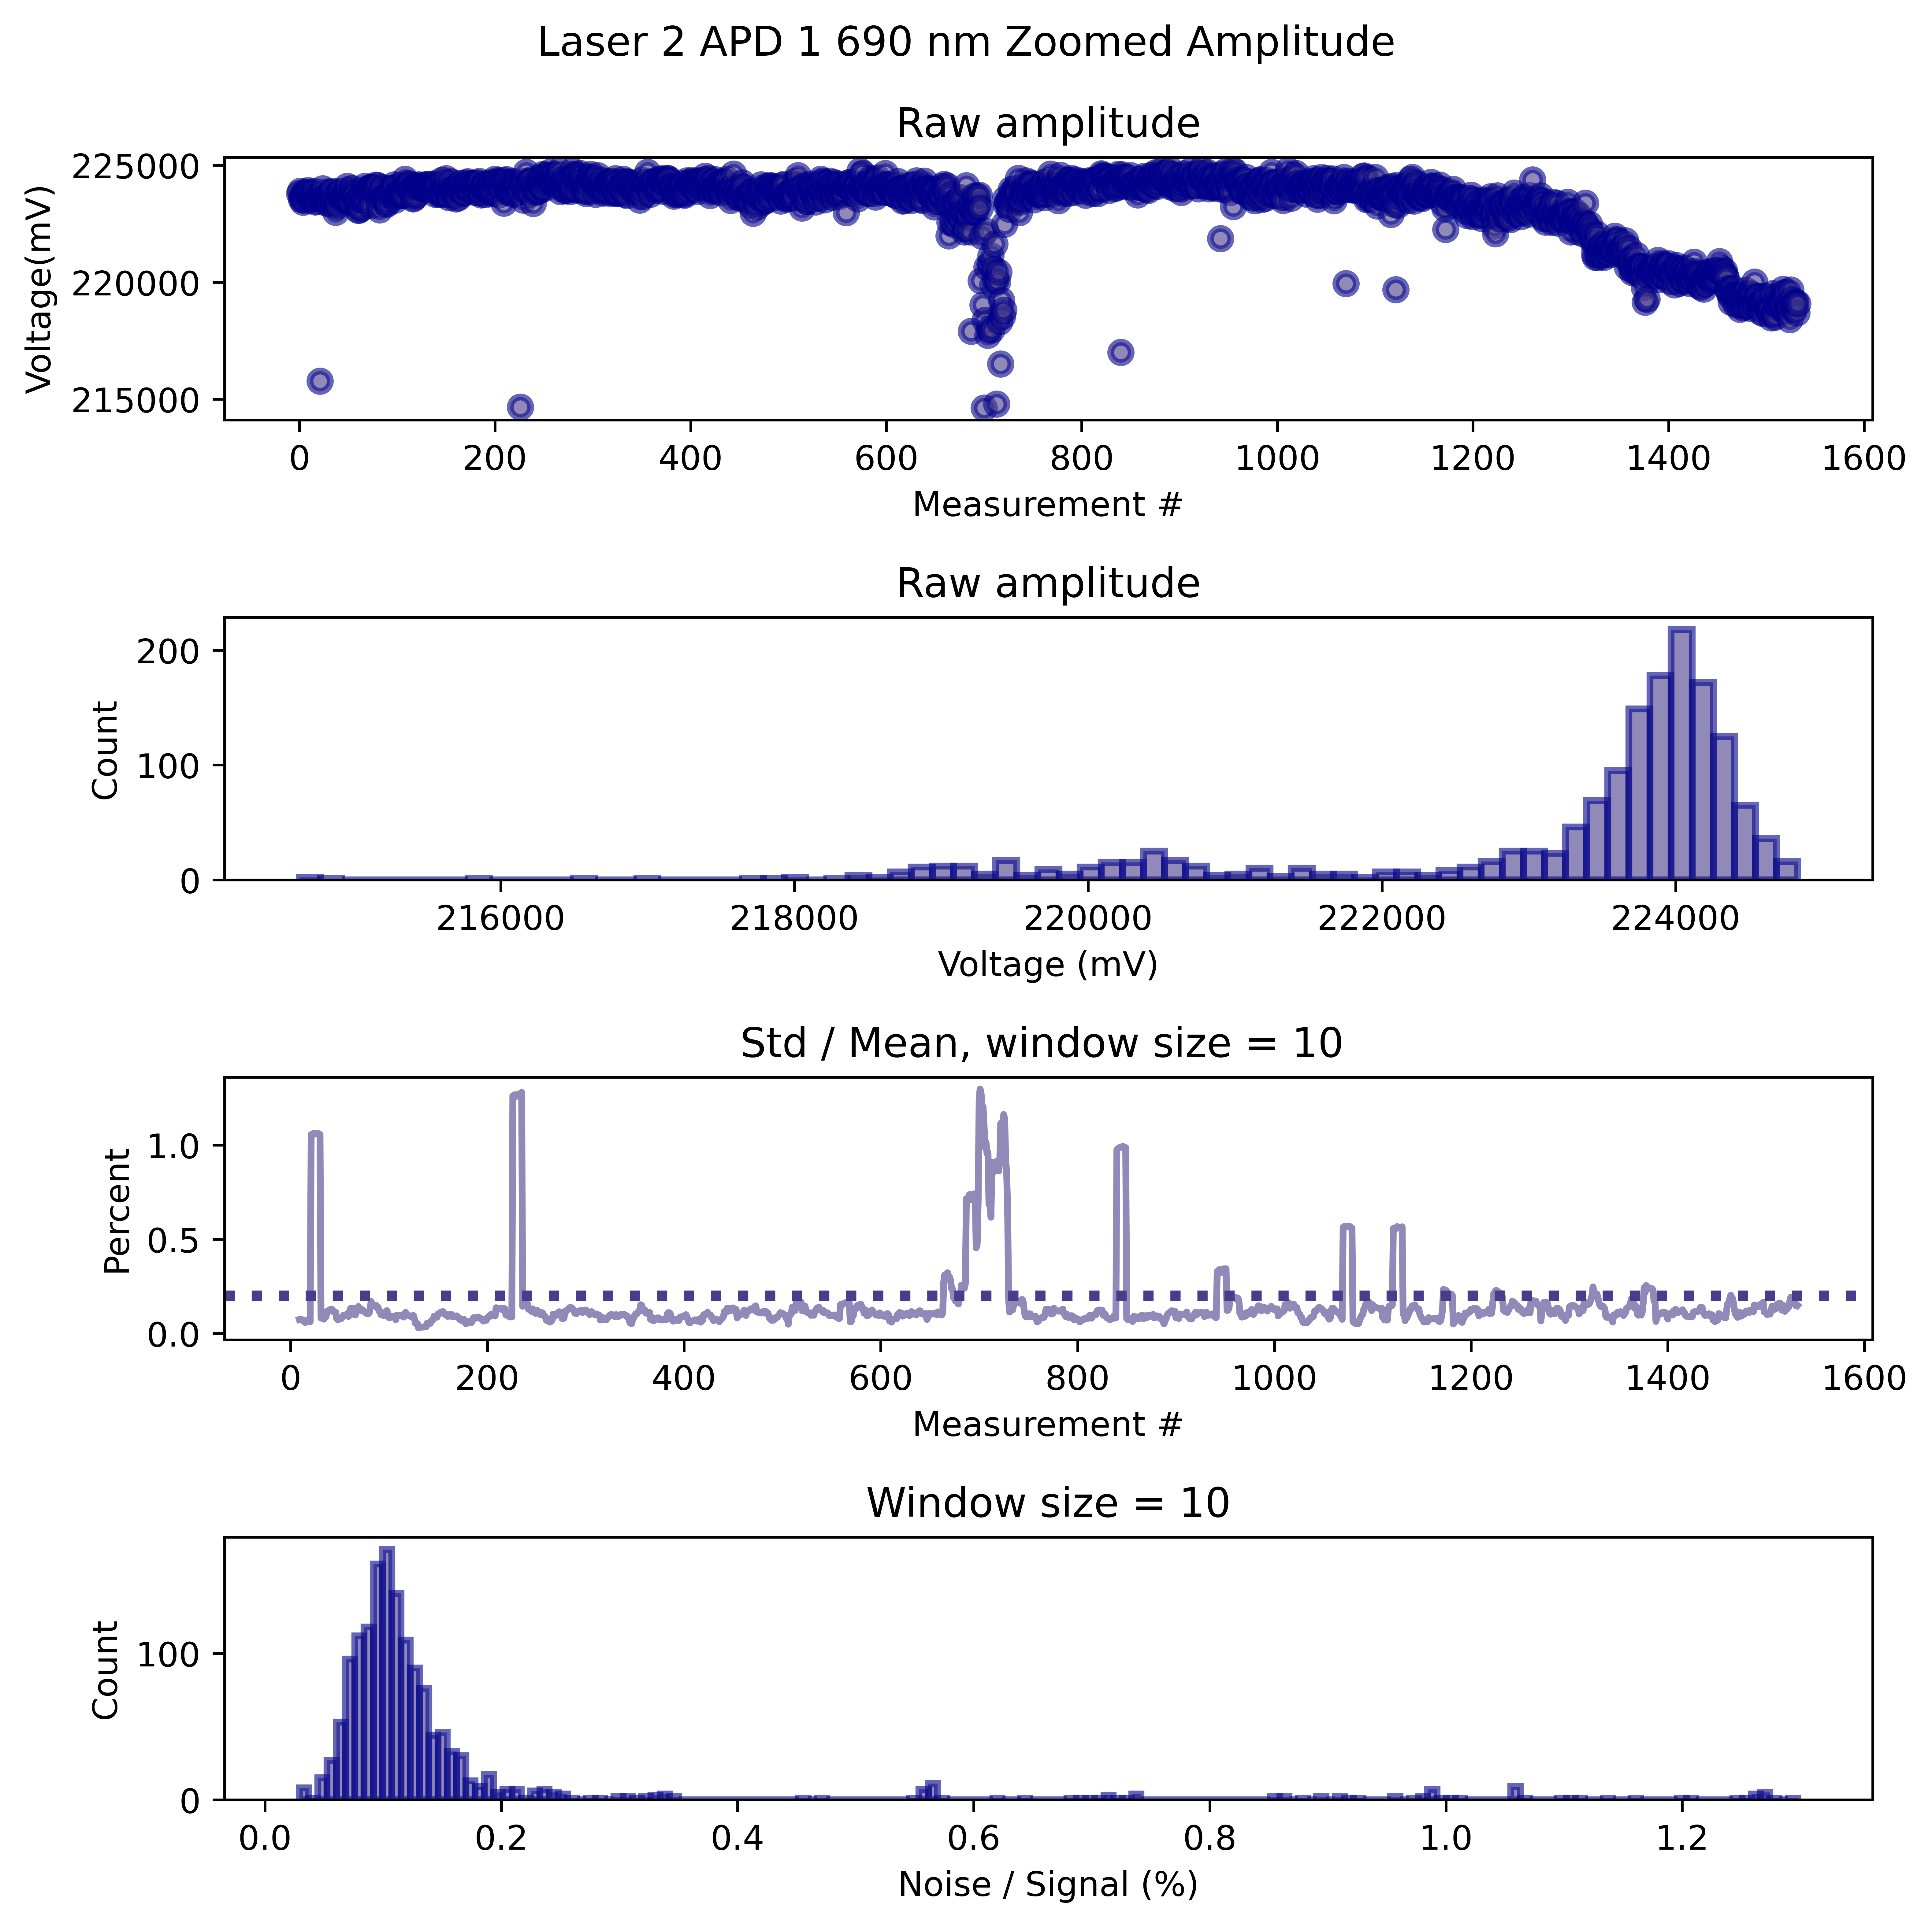 Laser 2 APD 1 690 nm Zoomed Amplitude
Raw amplitude
Voltage(mV)
225000
220000
215000
0 200 400 600 800 1000 1200 1400 1600
Measurement #
Raw amplitude
Count
200
100
0
216000 218000 220000 222000 224000
Voltage (mV)
Std / Mean, window size = 10
Percent
1.0
0.5
0.0
0 200 400 600 800 1000 1200 1400 1600
Measurement #
Window size = 10
Count
100
0
0.0 0.2 0.4 0.6 0.8 1.0 1.2
Noise / Signal (%)